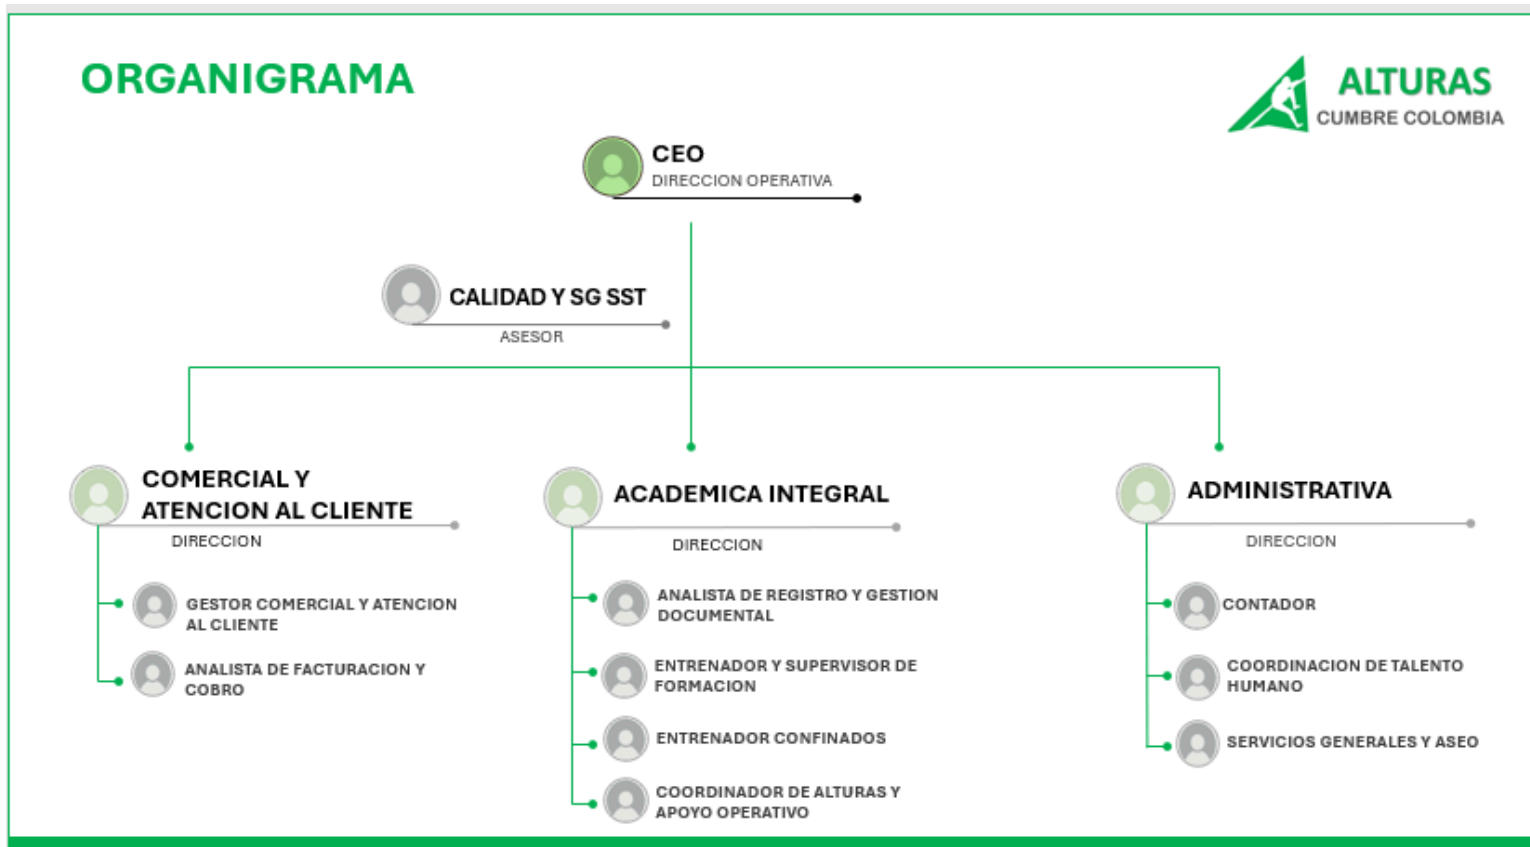 ORGANIGRAMA
ALTURAS
CUMBRE COLOMBIA
CEO
DIRECCION OPERATIVA
CALIDAD Y SG SST
ASESOR
COMERCIAL Y
ATENCION AL CLIENTE
DIRECCION
GESTOR COMERCIAL Y ATENCION
AL CLIENTE
ANALISTA DE FACTURACION Y
COBRO
ACADEMICA INTEGRAL
DIRECCION
ANALISTA DE REGISTRO Y GESTION
DOCUMENTAL
ENTRENADOR Y SUPERVISOR DE
FORMACION
ENTRENADOR CONFINADOS
COORDINADOR DE ALTURAS Y
APOYO OPERATIVO
ADMINISTRATIVA
DIRECCION
CONTADOR
COORDINACION DE TALENTO
HUMANO
SERVICIOS GENERALES Y ASEO